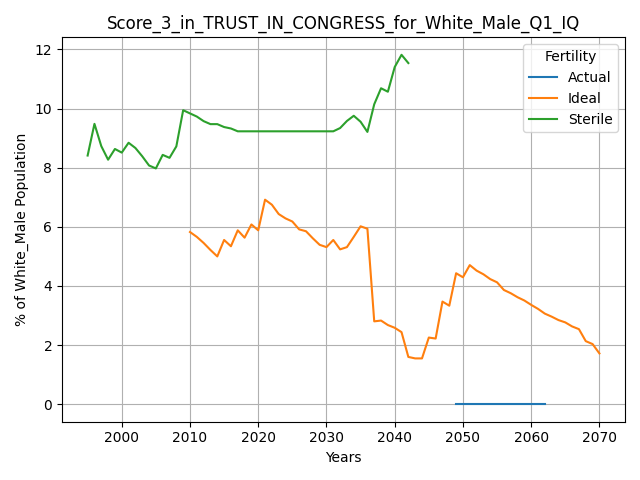 Score_3_in_TRUST_IN_CONGRESS_for_White_Male_Q1_IQ
Fertility
Actual
Ideal
Sterile
% of White_Male Population
12
10
8
6
4
2
0
2000 2010 2020 2030 2040 2050 2060 2070
Years